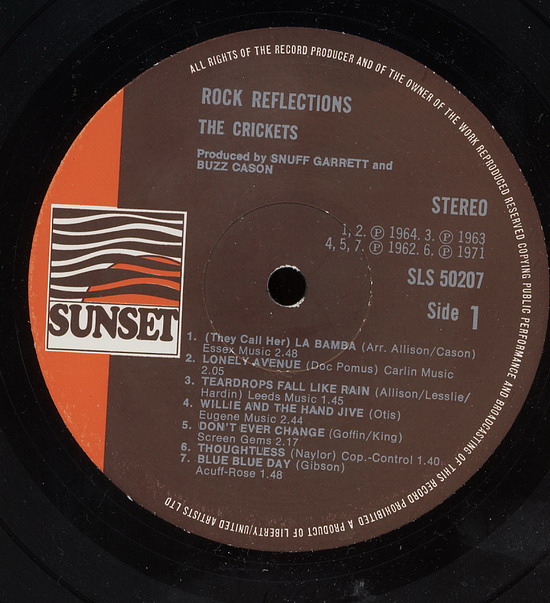 ALL RIGHTS OF THE RECORD PRODUCER AND OF THE OWNER OF THE WORK REPRODUCED RESERVED COPYING PUBLIC PERFORMANCE AND BROADCASTING OF THIS RECORD PROHIBITED A PRODUCT OF LIBERTY/UNITED ARTISTS LTD
ROCK REFLECTIONS
THE CRICKETS
Produced by SNUFF GARRETT and
BUZZ CASON
STEREO
1, 2. Ⓟ 1964. 3. Ⓟ 1963
4, 5, 7. Ⓟ 1962. 6. Ⓟ 1971
SLS 50207
Side 1
SUNSET
1. (They Call Her) LA BAMBA (Arr. Allison/Cason)
Essex Music 2.48
2. LONELY AVENUE (Doc Pomus) Carlin Music
2.05
3. TEARDROPS FALL LIKE RAIN (Allison/Lesslie/
Hardin) Leeds Music 1.45
4. WILLIE AND THE HAND JIVE (Otis)
Eugene Music 2.44
5. DON'T EVER CHANGE (Goffin/King)
Screen Gems 2.17
6. THOUGHTLESS (Naylor) Cop.-Control 1.40
7. BLUE BLUE DAY (Gibson)
Acuff-Rose 1.48